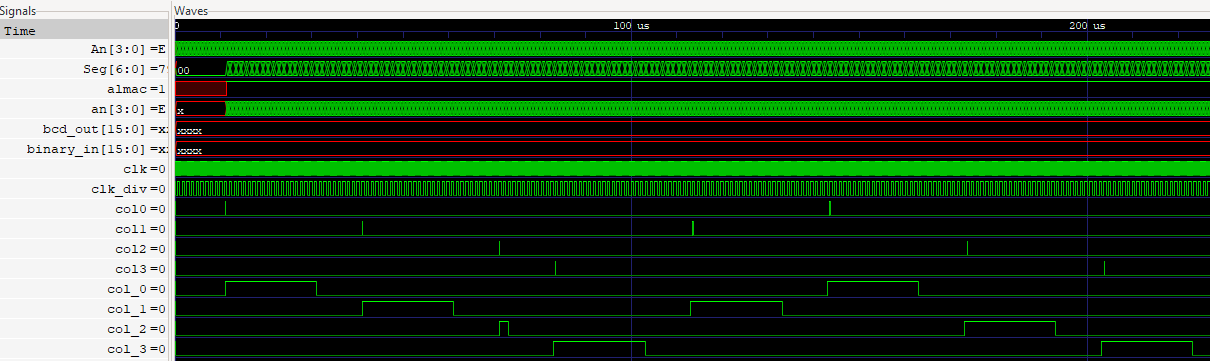 Signals
Waves
Time
0
100 us
200 us
An[3:0] =E
Seg[6:0] =7
00
almac =1
an[3:0] =E
x
bcd_out[15:0] =x
xxxx
binary_in[15:0] =x
xxxx
clk =0
clk_div =0
col0 =0
col1 =0
col2 =0
col3 =0
col_0 =0
col_1 =0
col_2 =0
col_3 =0